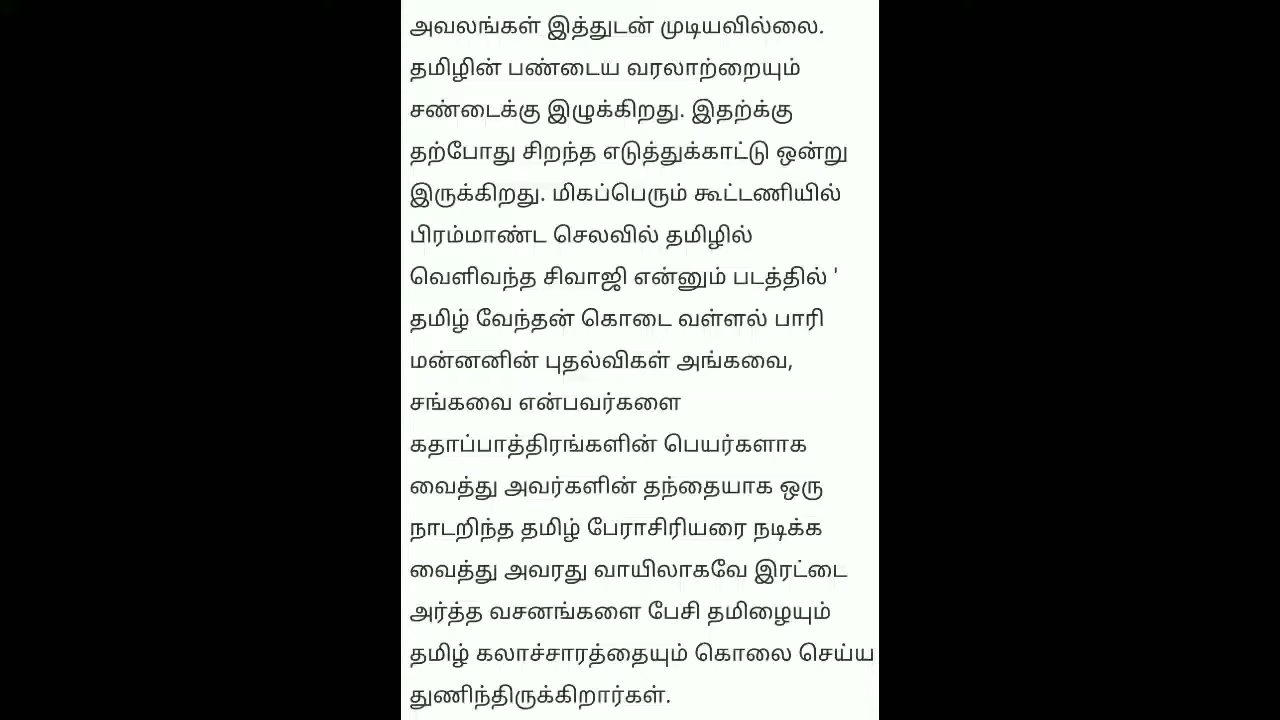 அவலங்கள் இத்துடன் முடியவில்லை.
தமிழின் பண்டைய வரலாற்றையும்
சண்டைக்கு இழுக்கிறது. இதற்க்கு
தற்போது சிறந்த எடுத்துக்காட்டு ஒன்று
இருக்கிறது. மிகப்பெரும் கூட்டணியில்
பிரம்மாண்ட செலவில் தமிழில்
வெளிவந்த சிவாஜி என்னும் படத்தில் '
தமிழ் வேந்தன் கொடை வள்ளல் பாரி
மன்னனின் புதல்விகள் அங்கவை,
சங்கவை என்பவர்களை
கதாப்பாத்திரங்களின் பெயர்களாக
வைத்து அவர்களின் தந்தையாக ஒரு
நாடறிந்த தமிழ் பேராசிரியரை நடிக்க
வைத்து அவரது வாயிலாகவே இரட்டை
அர்த்த வசனங்களை பேசி தமிழையும்
தமிழ் கலாச்சாரத்தையும் கொலை செய்ய
துணிந்திருக்கிறார்கள்.